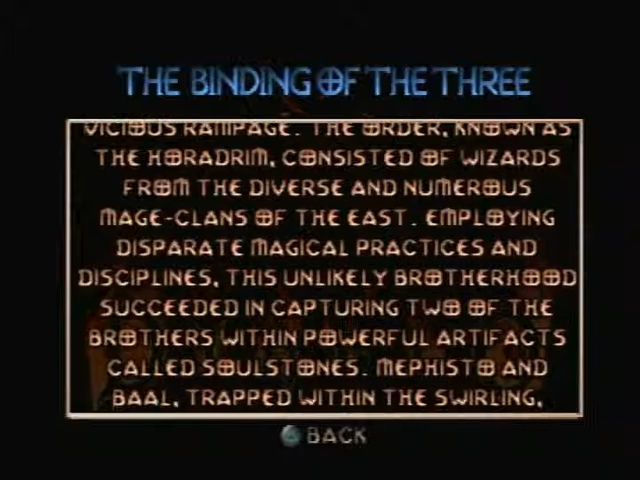 THE BINDING OF THE THREE
VICIOUS RAMPAGE. THE ORDER, KNOWN AS
THE HORADRIM, CONSISTED OF WIZARDS
FROM THE DIVERSE AND NUMEROUS
MAGE-CLANS OF THE EAST. EMPLOYING
DISPARATE MAGICAL PRACTICES AND
DISCIPLINES, THIS UNLIKELY BROTHERHOOD
SUCCEEDED IN CAPTURING TWO OF THE
BROTHERS WITHIN POWERFUL ARTIFACTS
CALLED SOULSTONES. MEPHISTO AND
BAAL, TRAPPED WITHIN THE SWIRLING,
BACK